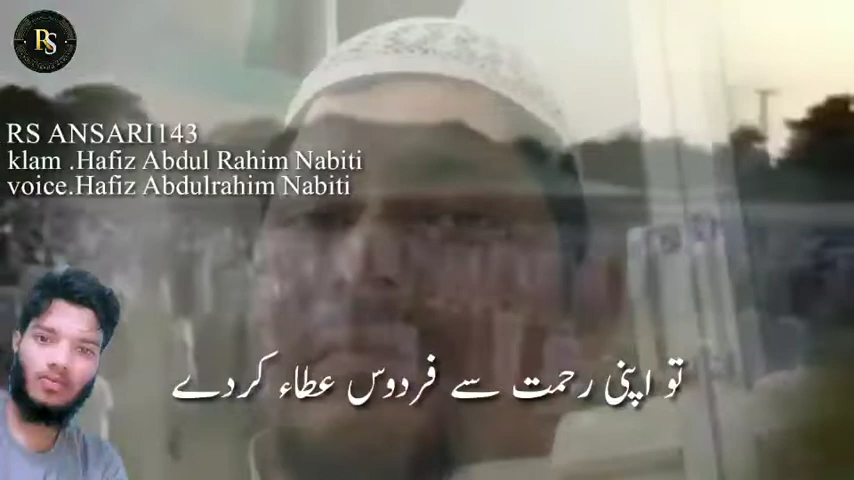 RS
RS ANSARI143
klam .Hafiz Abdul Rahim Nabiti
voice.Hafiz Abdulrahim Nabiti
تو اپنی رحمت سے فردوس عطاء کردے